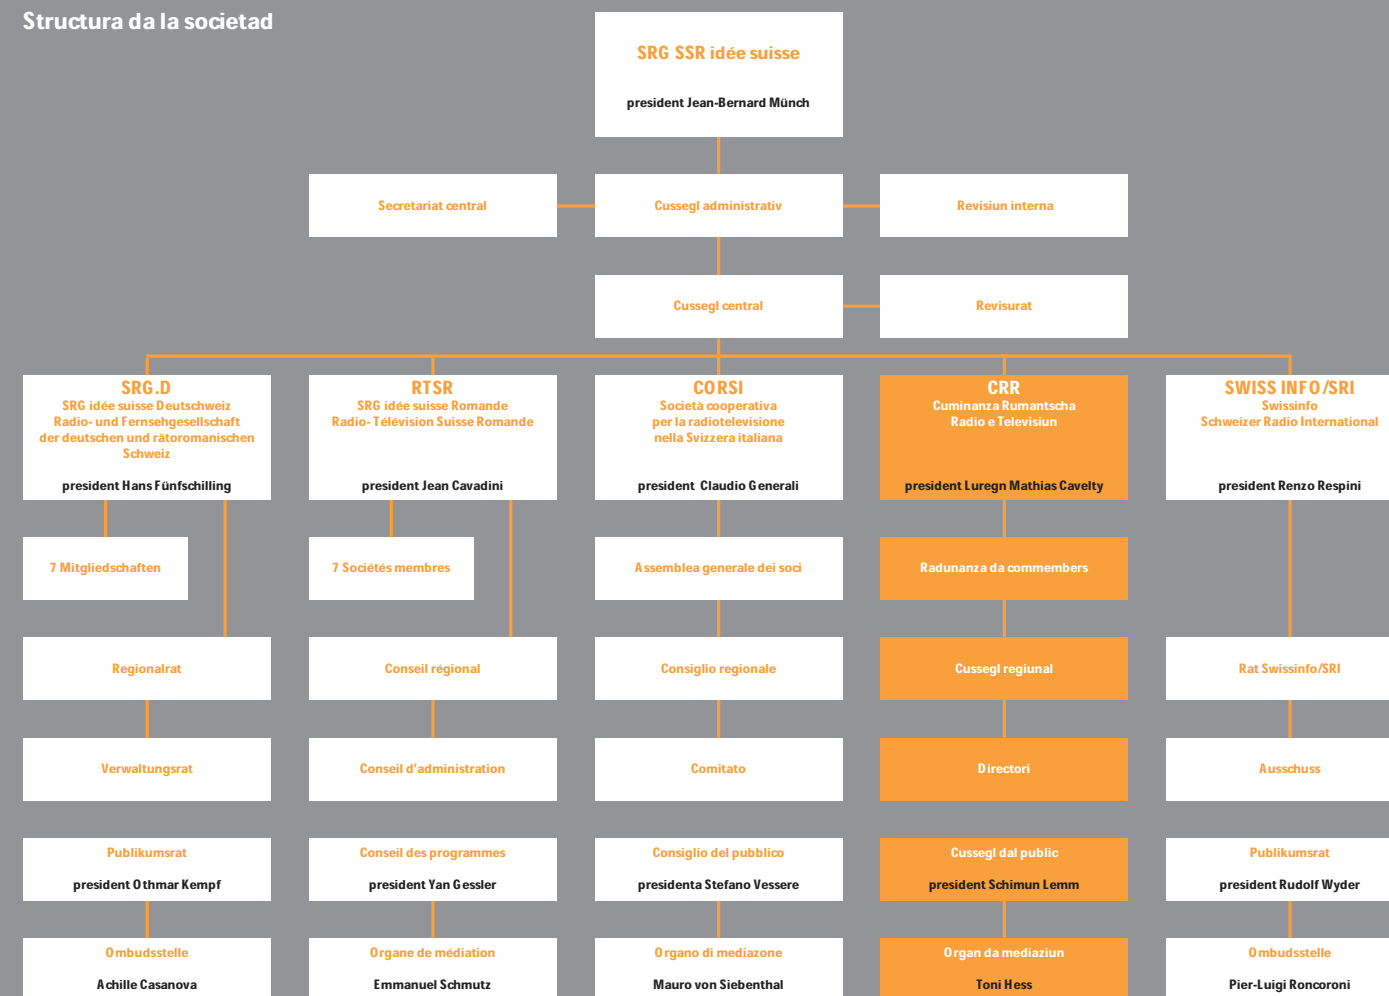 Structura da la societad
SRG SSR idée suisse
president Jean-Bernard Münch
Secretariat central
Cussegl administrativ
Revisiun interna
Cussegl central
Revisurat
SRG.D
SRG idée suisse Deutschweiz
Radio- und Fernsehgesellschaft
der deutschen und rätoromanischen
Schweiz
president Hans Fünfschilling
RTSR
SRG idée suisse Romande
Radio- Télévision Suisse Romande
president Jean Cavadini
CORSI
Società cooperativa
per la radiotelevisione
nella Svizzera italiana
president Claudio Generali
CRR
Cuminanza Rumantscha
Radio e Televisiun
president Luregn Mathias Cavelty
SWISS INFO/SRI
Swissinfo
Schweizer Radio International
president Renzo Respini
7 Mitgliedschaften
7 Sociétés membres
Assemblea generale dei soci
Radunanza da commembers
Regionalrat
Conseil régional
Consiglio regionale
Cussegl regiunal
Rat Swissinfo/SRI
Verwaltungsrat
Conseil d'administration
Comitato
Directori
Ausschuss
Publikumsrat
president Othmar Kempf
Conseil des programmes
president Yan Gessler
Consiglio del pubblico
presidenta Stefano Vessere
Cussegl dal public
president Schimun Lemm
Publikumsrat
president Rudolf Wyder
Ombudsstelle
Achille Casanova
Organe de médiation
Emmanuel Schmutz
Organo di mediazone
Mauro von Siebenthal
Organ da mediaziun
Toni Hess
Ombudsstelle
Pier-Luigi Roncoroni